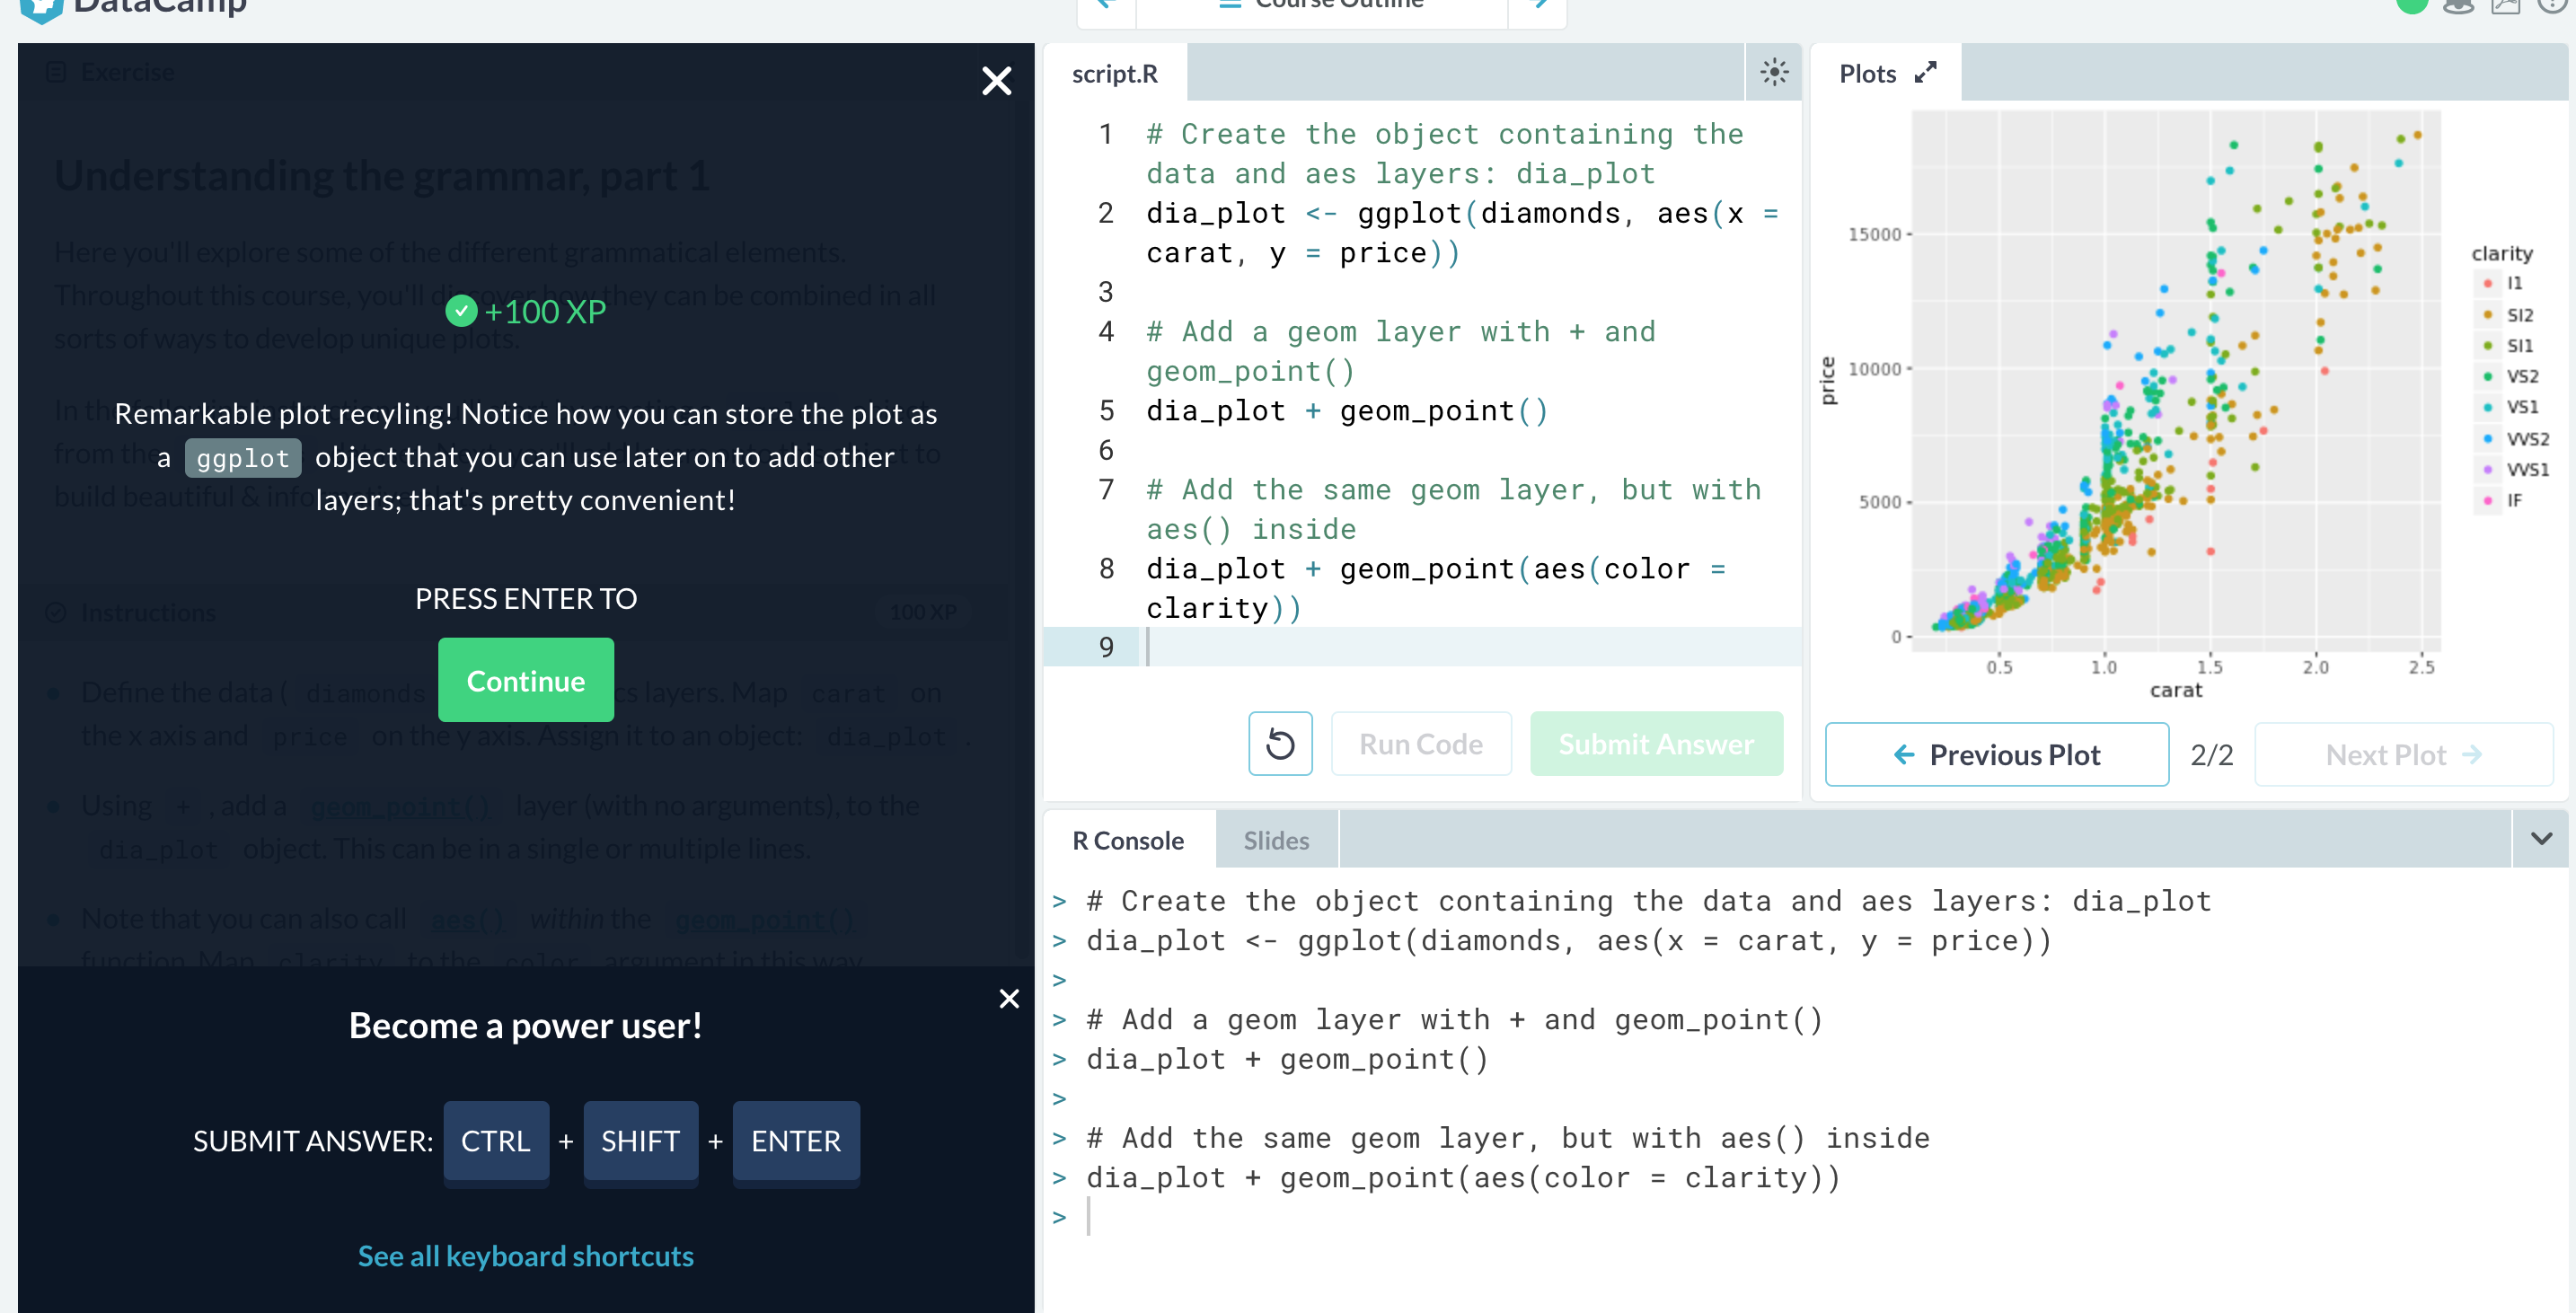 DataCamp
Course Outline
Exercise
Understanding the grammar, part 1
Here you'll explore some of the different grammatical elements.
Throughout this course, you'll discover how they can be combined in all
sorts of ways to develop unique plots.
+100 XP
Remarkable plot recyling! Notice how you can store the plot as
a ggplot object that you can use later on to add other
layers; that's pretty convenient!
In the
from the
to
build beautiful &
PRESS ENTER TO
Continue
Instructions
100 XP
Define the data ( diamonds cs layers. Map carat on
the x axis and price on the y axis. Assign it to an object: dia_plot .
Using + , add a geom_point() layer (with no arguments), to the
dia_plot object. This can be in a single or multiple lines.
Note that you can also call aes() within the geom_point()
function. Map clarity to the color argument in this way.
Become a power user!
SUBMIT ANSWER: CTRL + SHIFT + ENTER
See all keyboard shortcuts
script.R
1 # Create the object containing the
data and aes layers: dia_plot
2 dia_plot <- ggplot(diamonds, aes(x =
carat, y = price))
3
4 # Add a geom layer with + and
geom_point()
5 dia_plot + geom_point()
6
7 # Add the same geom layer, but with
aes() inside
8 dia_plot + geom_point(aes(color =
clarity))
9
Run Code
Submit Answer
Plots
15000
10000
5000
0
price
0.5 1.0 1.5 2.0 2.5
carat
clarity
I1
SI2
SI1
VS2
VS1
VVS2
VVS1
IF
Previous Plot 2/2 Next Plot
R Console Slides
> # Create the object containing the data and aes layers: dia_plot
> dia_plot <- ggplot(diamonds, aes(x = carat, y = price))
>
> # Add a geom layer with + and geom_point()
> dia_plot + geom_point()
>
> # Add the same geom layer, but with aes() inside
> dia_plot + geom_point(aes(color = clarity))
>